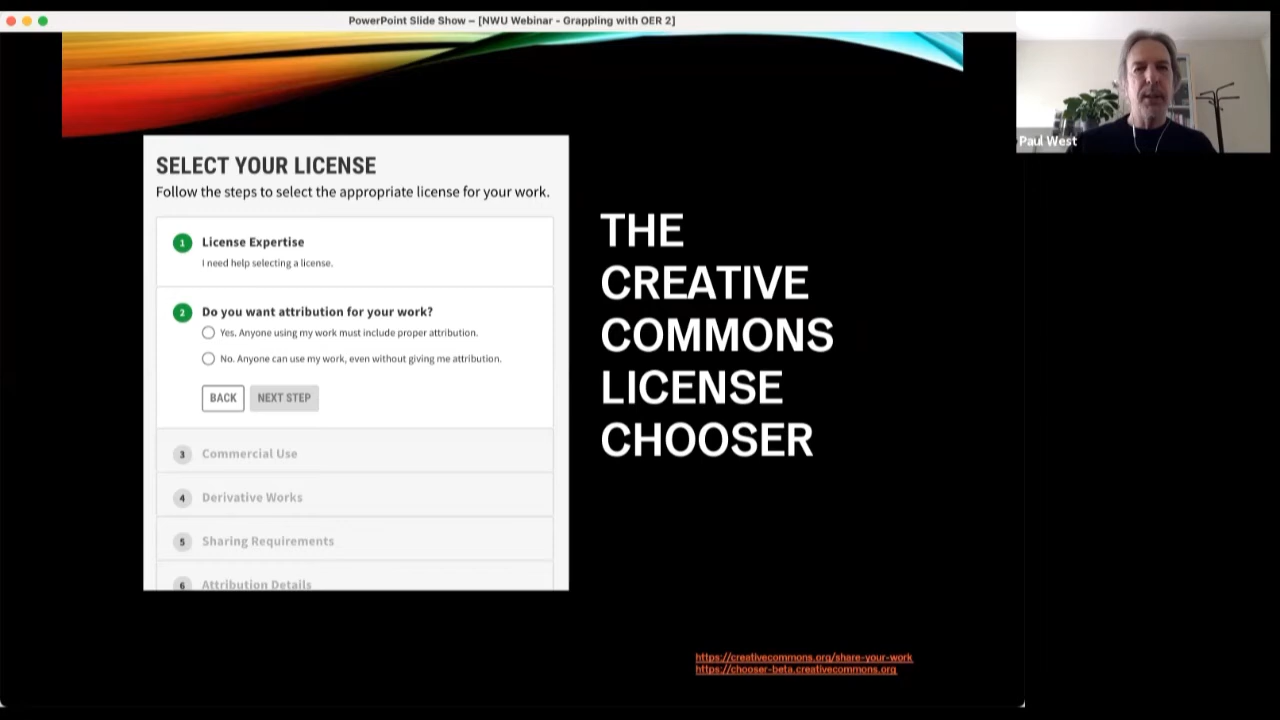 PowerPoint Slide Show – [NWU Webinar - Grappling with OER 2]
Paul West
SELECT YOUR LICENSE
Follow the steps to select the appropriate license for your work.
1 License Expertise
I need help selecting a license.
2 Do you want attribution for your work?
Yes. Anyone using my work must include proper attribution.
No. Anyone can use my work, even without giving me attribution.
BACK NEXT STEP
3 Commercial Use
4 Derivative Works
5 Sharing Requirements
6 Attribution Details
THE
CREATIVE
COMMONS
LICENSE
CHOOSER
https://creativecommons.org/share-your-work
https://chooser-beta.creativecommons.org